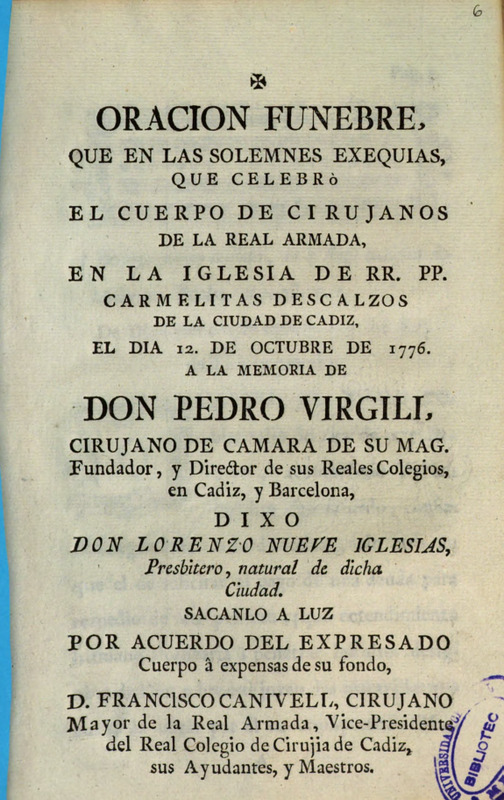 6
✠
ORACION FUNEBRE,
QUE EN LAS SOLEMNES EXEQUIAS,
QUE CELEBRÒ
EL CUERPO DE CIRUJANOS
DE LA REAL ARMADA,
EN LA IGLESIA DE RR. PP.
CARMELITAS DESCALZOS
DE LA CIUDAD DE CADIZ,
EL DIA 12. DE OCTUBRE DE 1776.
A LA MEMORIA DE
DON PEDRO VIRGILI,
CIRUJANO DE CAMARA DE SU MAG.
Fundador, y Director de sus Reales Colegios,
en Cadiz, y Barcelona,
DIXO
DON LORENZO NUEVE IGLESIAS,
Presbitero, natural de dicha
Ciudad.
SACANLO A LUZ
POR ACUERDO DEL EXPRESADO
Cuerpo â expensas de su fondo,
D. FRANCISCO CANIVELL, CIRUJANO
Mayor de la Real Armada, Vice-Presidente
del Real Colegio de Cirujia de Cadiz,
sus Ayudantes, y Maestros.
UNIVERSIDAD
BIBLIOTEC